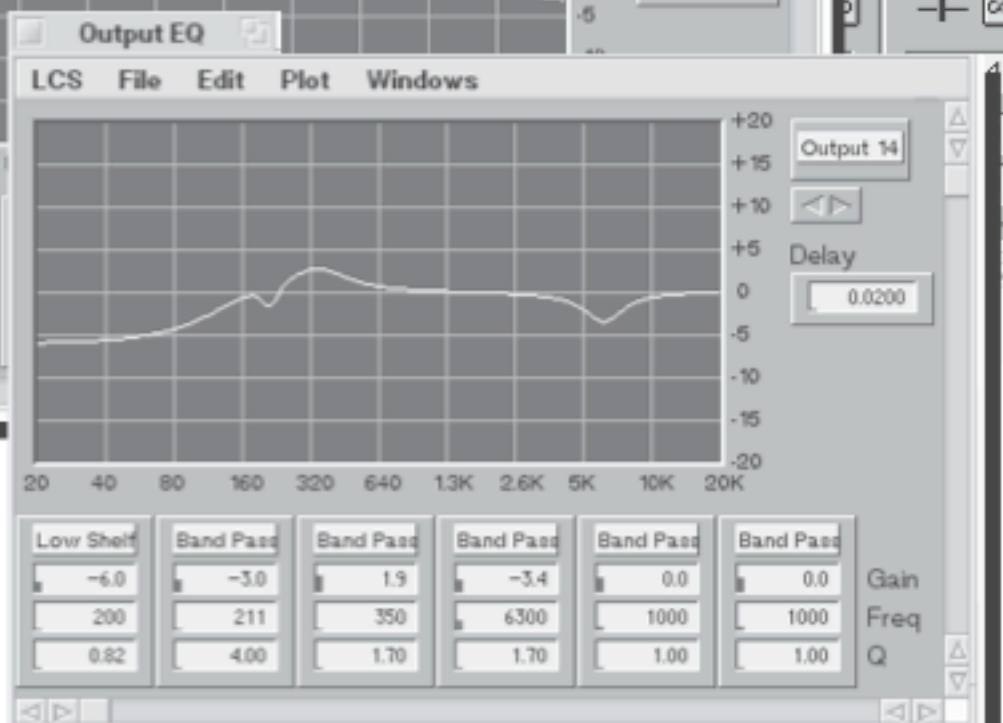 -5
Output EQ
LCS File Edit Plot Windows
+20
+15
+10
+5
0
-5
-10
-15
-20
20 40 80 160 320 640 1.3K 2.6K 5K 10K 20K
Output 14
Delay
0.0200
Low Shelf Band Pass Band Pass Band Pass Band Pass Band Pass
-6.0 -3.0 1.9 -3.4 0.0 0.0 Gain
200 211 350 6300 1000 1000 Freq
0.82 4.00 1.70 1.70 1.00 1.00 Q